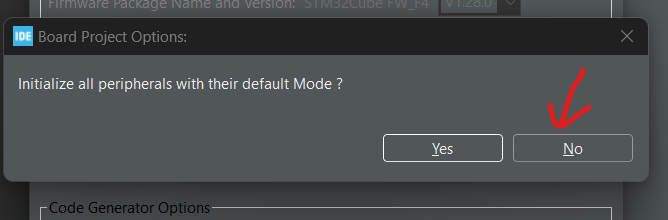 Firmware Package Name and Version: STM32Cube FW_F4 V1.28.0
IDE Board Project Options:
Initialize all peripherals with their default Mode ?
Yes No
Code Generator Options